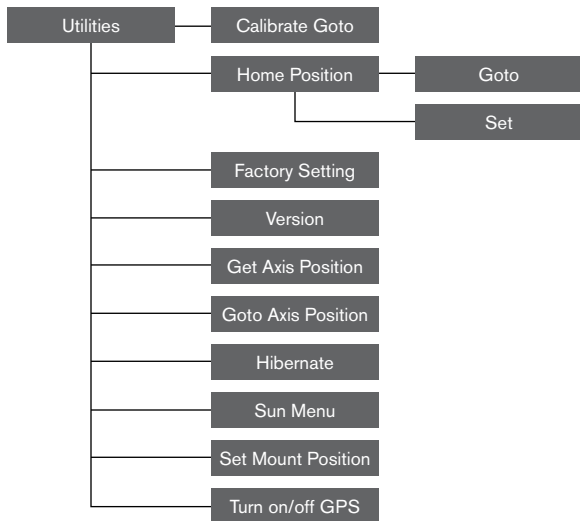 Utilities
Calibrate Goto
Home Position
Goto
Set
Factory Setting
Version
Get Axis Position
Goto Axis Position
Hibernate
Sun Menu
Set Mount Position
Turn on/off GPS